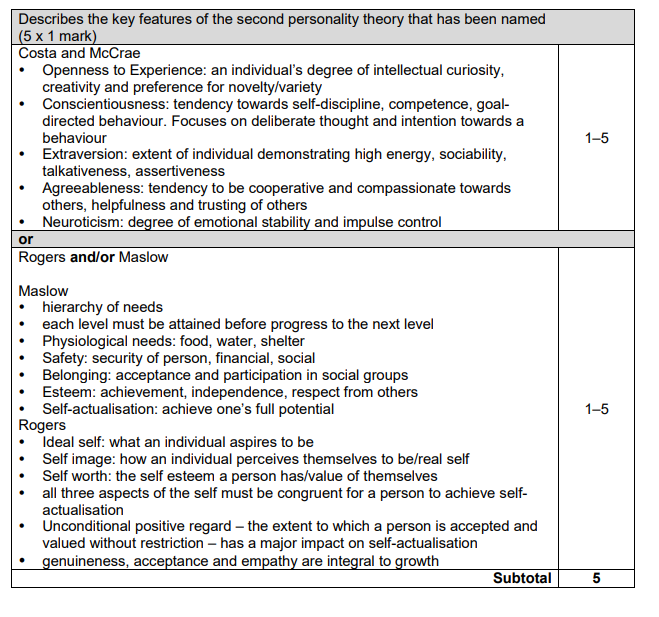 Describes the key features of the second personality theory that has been named
(5 x 1 mark)
Costa and McCrae
• Openness to Experience: an individual's degree of intellectual curiosity,
creativity and preference for novelty/variety
• Conscientiousness: tendency towards self-discipline, competence, goal-
directed behaviour. Focuses on deliberate thought and intention towards a
behaviour
• Extraversion: extent of individual demonstrating high energy, sociability,
talkativeness, assertiveness
• Agreeableness: tendency to be cooperative and compassionate towards
others, helpfulness and trusting of others
• Neuroticism: degree of emotional stability and impulse control
1–5
or
Rogers and/or Maslow
Maslow
• hierarchy of needs
• each level must be attained before progress to the next level
• Physiological needs: food, water, shelter
• Safety: security of person, financial, social
• Belonging: acceptance and participation in social groups
• Esteem: achievement, independence, respect from others
• Self-actualisation: achieve one's full potential
Rogers
• Ideal self: what an individual aspires to be
• Self image: how an individual perceives themselves to be/real self
• Self worth: the self esteem a person has/value of themselves
• all three aspects of the self must be congruent for a person to achieve self-
actualisation
• Unconditional positive regard – the extent to which a person is accepted and
valued without restriction – has a major impact on self-actualisation
• genuineness, acceptance and empathy are integral to growth
1–5
Subtotal 5